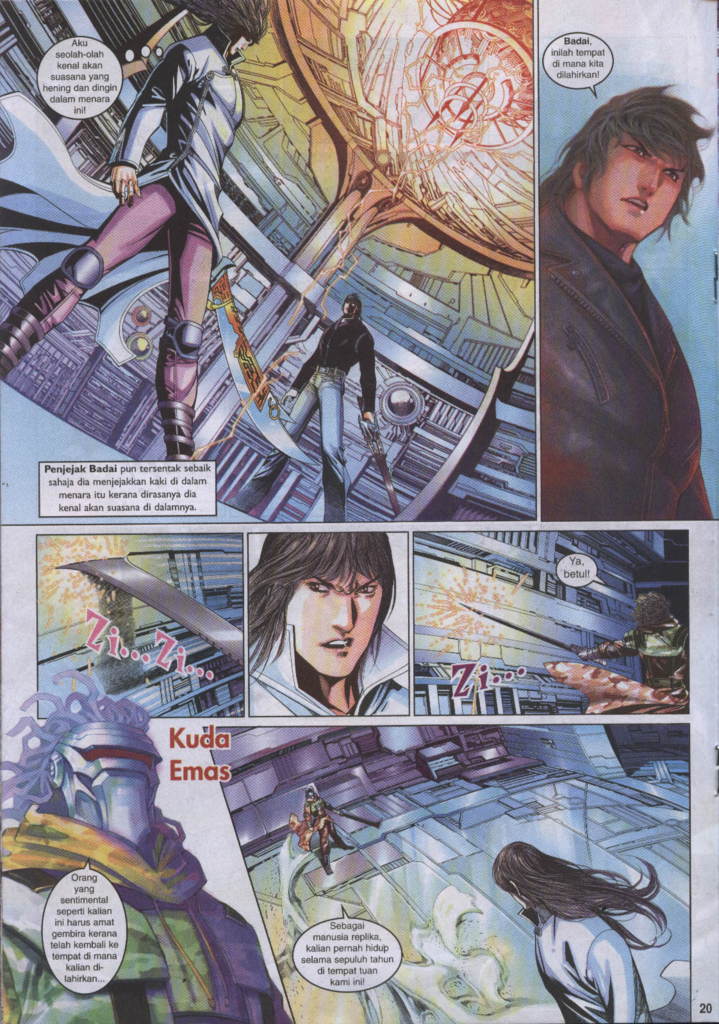 Aku
seolah-olah
kenal akan
suasana yang
hening dan dingin
dalam menara
ini!
Badai,
inilah tempat
di mana kita
dilahirkan!
Penjejak Badai pun tersentak sebaik
sahaja dia menjejakkan kaki di dalam
menara itu kerana dirasanya dia
kenal akan suasana di dalamnya.
Zi...Zi...
Ya,
betul!
Zi...
Kuda
Emas
Orang
yang
sentimental
seperti kalian
ini harus amat
gembira kerana
telah kembali ke
tempat di mana
kalian di-
lahirkan...
Sebagai
manusia replika,
kalian pernah hidup
selama sepuluh tahun
di tempat tuan
kami ini!
20